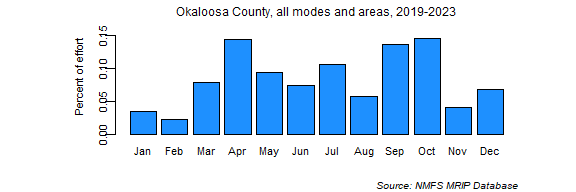 Okaloosa County, all modes and areas, 2019-2023
Percent of effort
0.15
0.10
0.05
0.00
Jan Feb Mar Apr May Jun Jul Aug Sep Oct Nov Dec
Source: NMFS MRIP Database